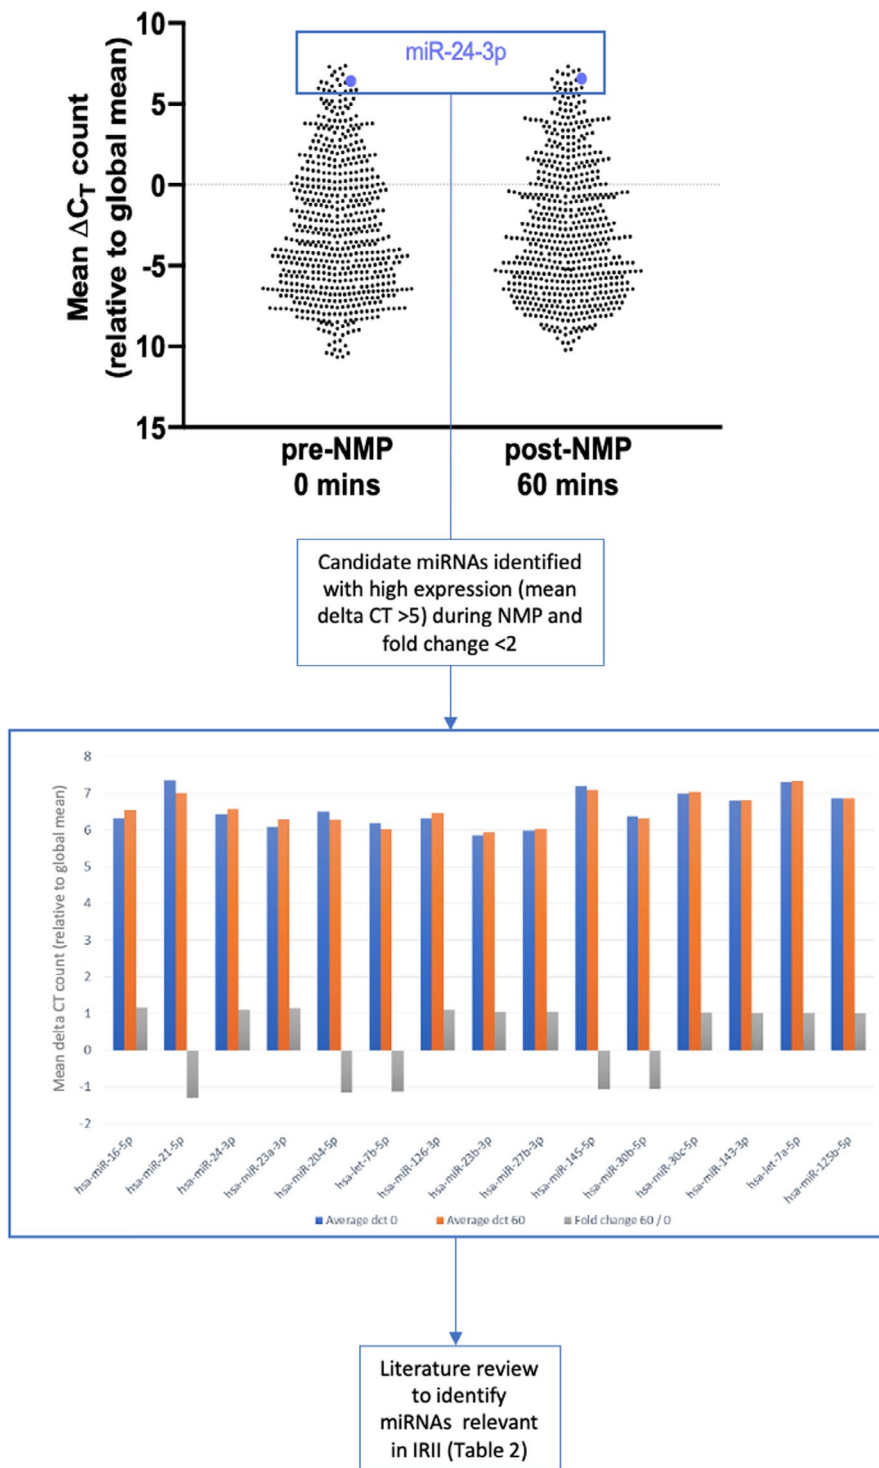 Mean ΔCT count
(relative to global mean)
10
5
0
-5
10
15
miR-24-3p
pre-NMP
0 mins
post-NMP
60 mins
Candidate miRNAs identified
with high expression (mean
delta CT >5) during NMP and
fold change <2
Mean delta CT count (relative to global mean)
8
7
6
5
4
3
2
1
0
-1
-2
hsa-miR-16-5p
hsa-miR-21-5p
hsa-miR-24-3p
hsa-miR-23a-3p
hsa-miR-204-5p
hsa-let-7b-5p
hsa-miR-126-3p
hsa-miR-23b-3p
hsa-miR-27b-3p
hsa-miR-145-5p
hsa-miR-30b-5p
hsa-miR-30c-5p
hsa-miR-143-3p
hsa-let-7a-5p
hsa-miR-125b-5p
Average dct 0
Average dct 60
Fold change 60 / 0
Literature review
to identify
miRNAs relevant
in IRII (Table 2)